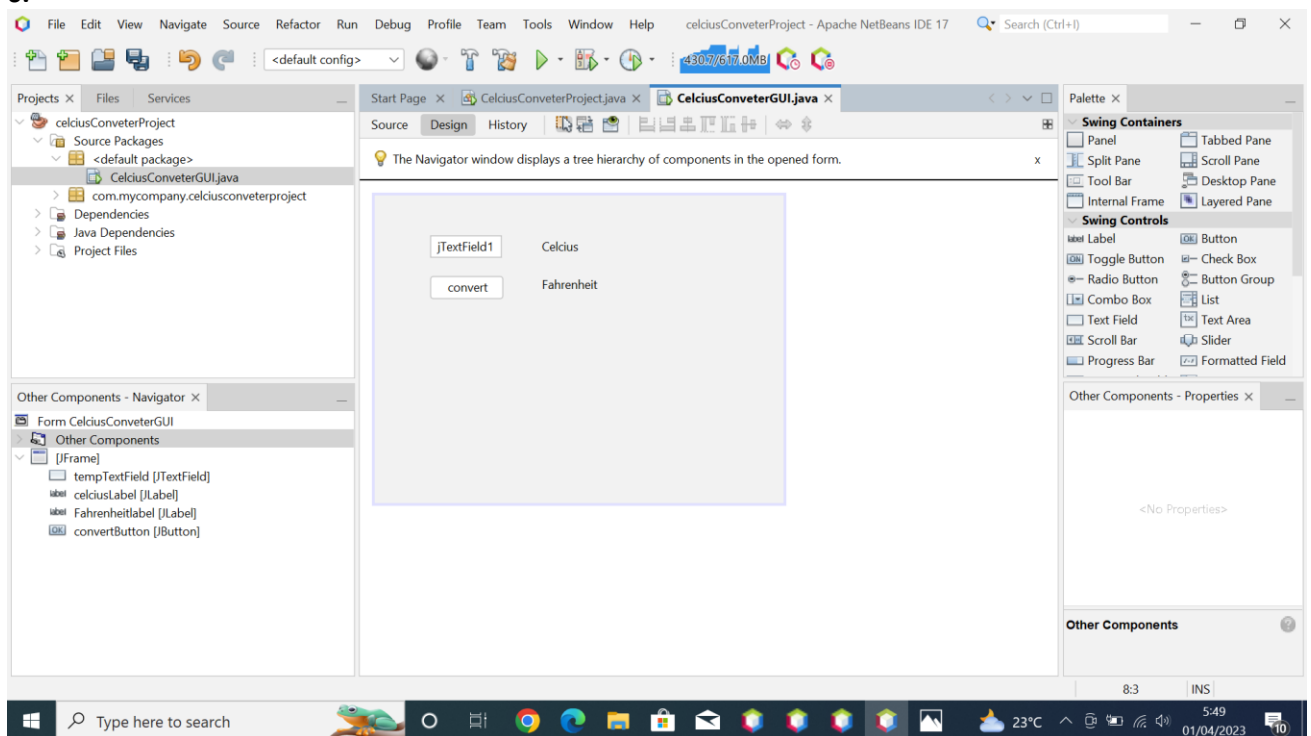 File Edit View Navigate Source Refactor Run Debug Profile Team Tools Window Help celciusConveterProject - Apache NetBeans IDE 17 Search (Ctrl+I)
<default config> 430.7/617.0MB
Projects Files Services
celciusConveterProject
Source Packages
<default package>
CelciusConveterGUI.java
com.mycompany.celciusconveterproject
Dependencies
Java Dependencies
Project Files
Start Page CelciusConveterProject.java CelciusConveterGUI.java
Source Design History
The Navigator window displays a tree hierarchy of components in the opened form. x
jTextField1 Celcius
convert Fahrenheit
Palette
Swing Containers
Panel Tabbed Pane
Split Pane Scroll Pane
Tool Bar Desktop Pane
Internal Frame Layered Pane
Swing Controls
label Label OK Button
ON Toggle Button Check Box
Radio Button Button Group
Combo Box List
Text Field Text Area
Scroll Bar Slider
Progress Bar Formatted Field
Other Components - Navigator
Form CelciusConveterGUI
Other Components
[JFrame]
tempTextField [JTextField]
label celciusLabel [JLabel]
label Fahrenheitlabel [JLabel]
OK convertButton [JButton]
Other Components - Properties
<No Properties>
Other Components
8:3 INS
Type here to search 23°C 5:49
01/04/2023 10